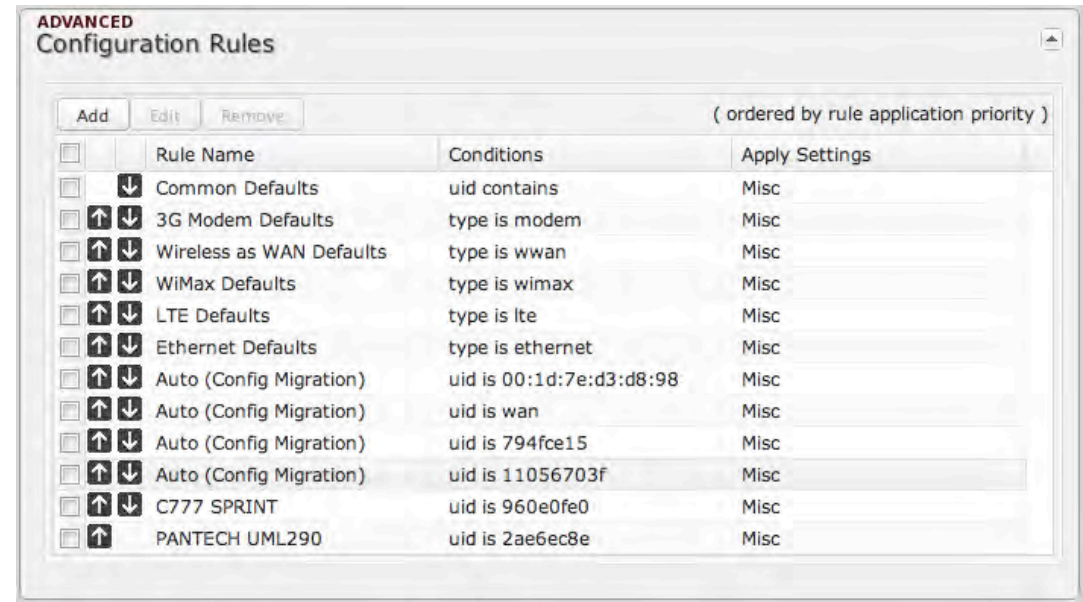 ADVANCED
Configuration Rules
Add Edit Remove ( ordered by rule application priority )
Rule Name Conditions Apply Settings
Common Defaults uid contains Misc
3G Modem Defaults type is modem Misc
Wireless as WAN Defaults type is wwan Misc
WiMax Defaults type is wimax Misc
LTE Defaults type is lte Misc
Ethernet Defaults type is ethernet Misc
Auto (Config Migration) uid is 00:1d:7e:d3:d8:98 Misc
Auto (Config Migration) uid is wan Misc
Auto (Config Migration) uid is 794fce15 Misc
Auto (Config Migration) uid is 11056703f Misc
C777 SPRINT uid is 960e0fe0 Misc
PANTECH UML290 uid is 2ae6ec8e Misc